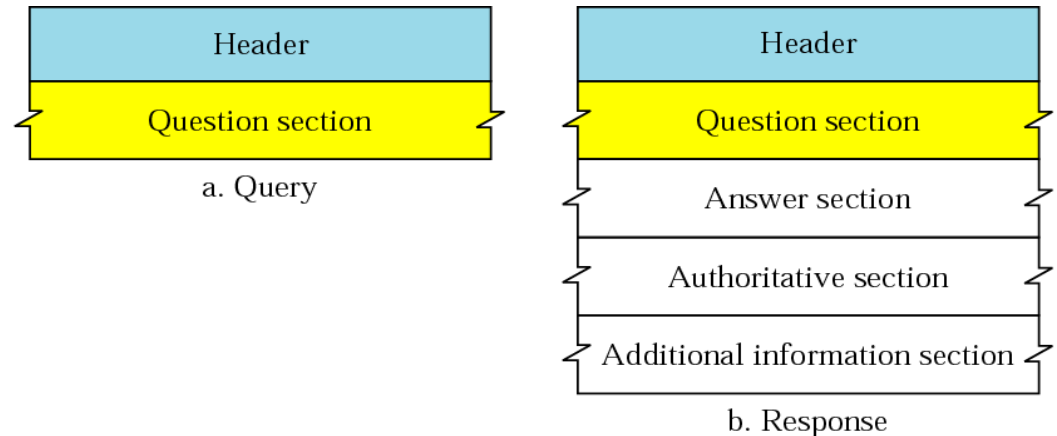 Header
Question section
a. Query
Header
Question section
Answer section
Authoritative section
Additional information section
b. Response